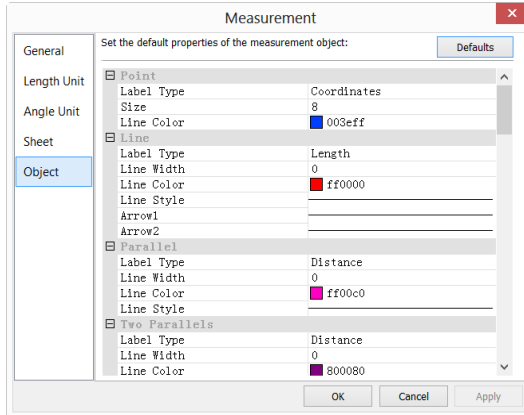 Measurement
General
Length Unit
Angle Unit
Sheet
Object
Set the default properties of the measurement object:
Defaults
Point
Label Type Coordinates
Size 8
Line Color 003eff
Line
Label Type Length
Line Width 0
Line Color ff0000
Line Style
Arrow1
Arrow2
Parallel
Label Type Distance
Line Width 0
Line Color ff00c0
Line Style
Two Parallels
Label Type Distance
Line Width 0
Line Color 800080
OK Cancel Apply